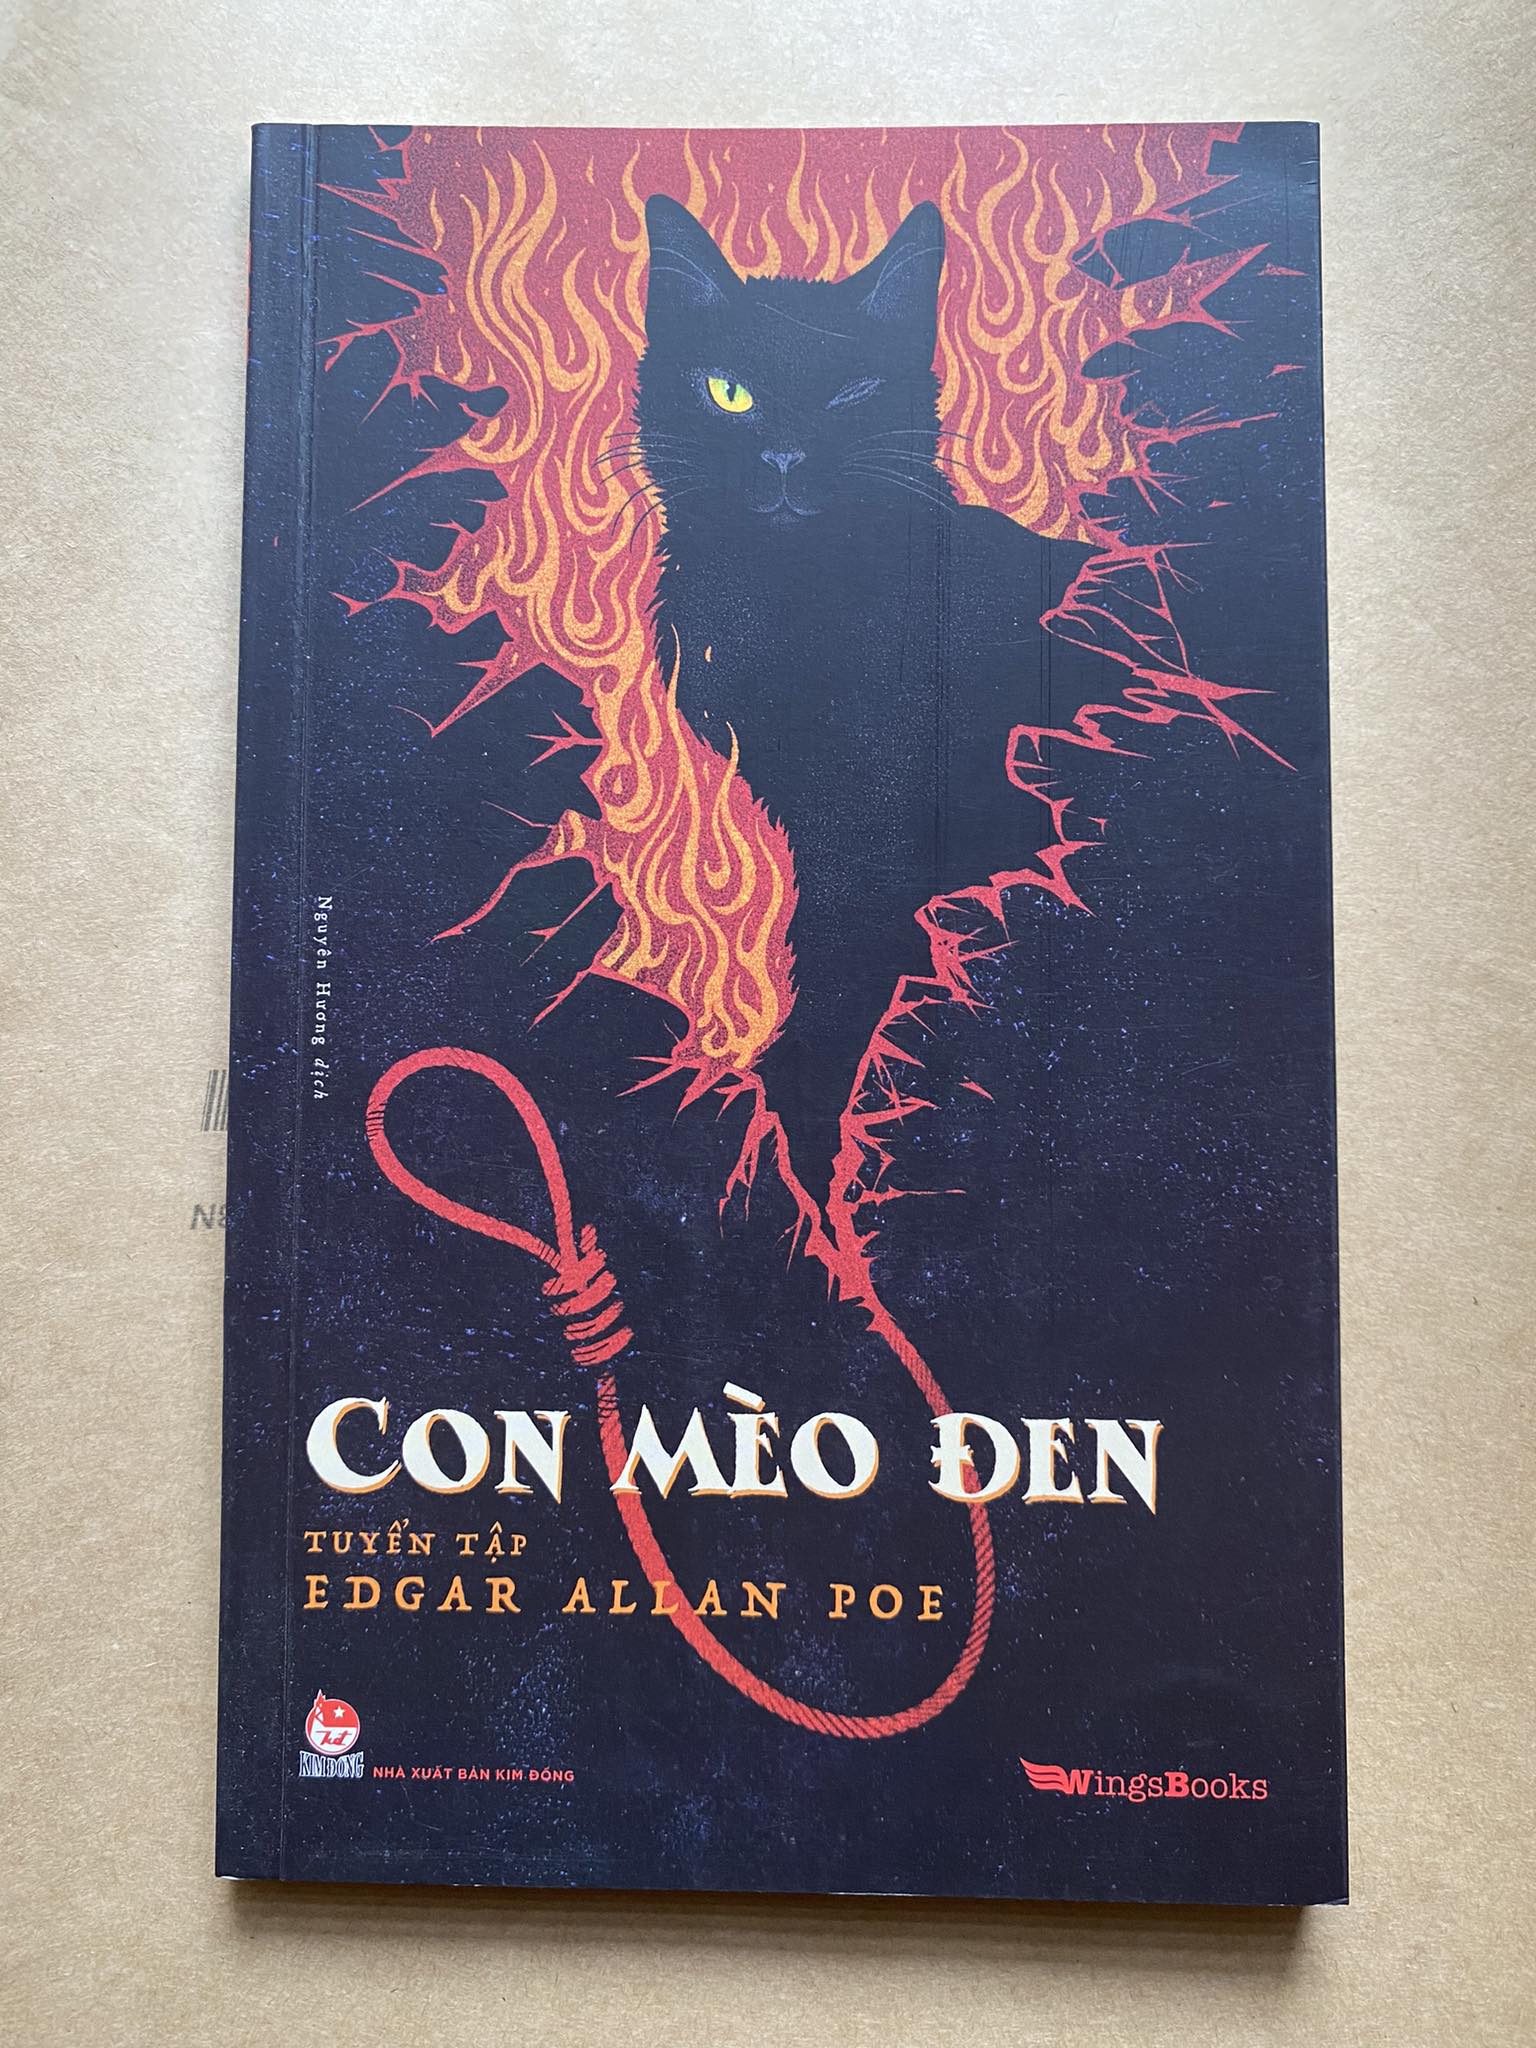 Nguyên Hương dịch
CON MÈO ĐEN
TUYỂN TẬP
EDGAR ALLAN POE
KIM ĐỒNG
NHÀ XUẤT BẢN KIM ĐỒNG
WingsBooks